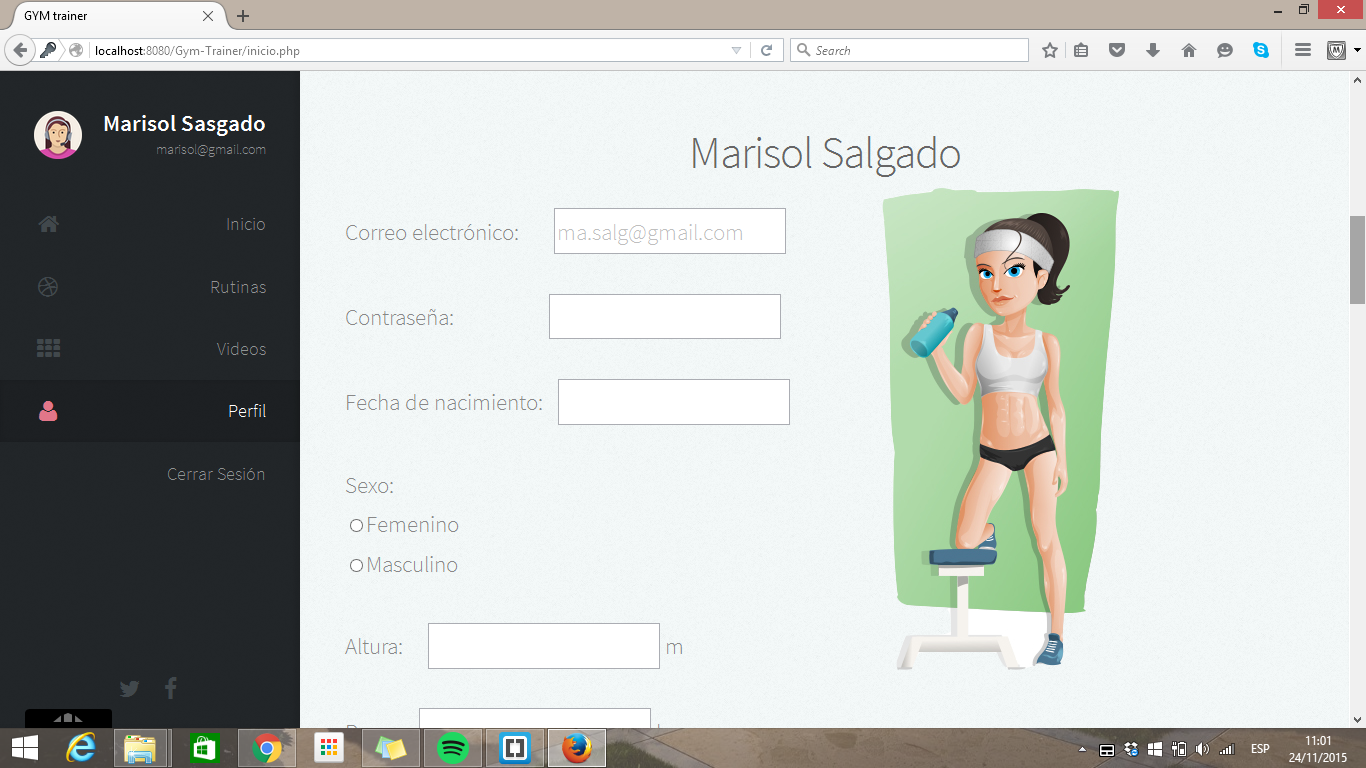 GYM trainer
localhost:8080/Gym-Trainer/inicio.php
Search
Marisol Sasgado
marisol@gmail.com
Inicio
Rutinas
Videos
Perfil
Cerrar Sesión
Marisol Salgado
Correo electrónico: ma.salg@gmail.com
Contraseña:
Fecha de nacimiento:
Sexo:
Femenino
Masculino
Altura: m
ESP
11:01
24/11/2015